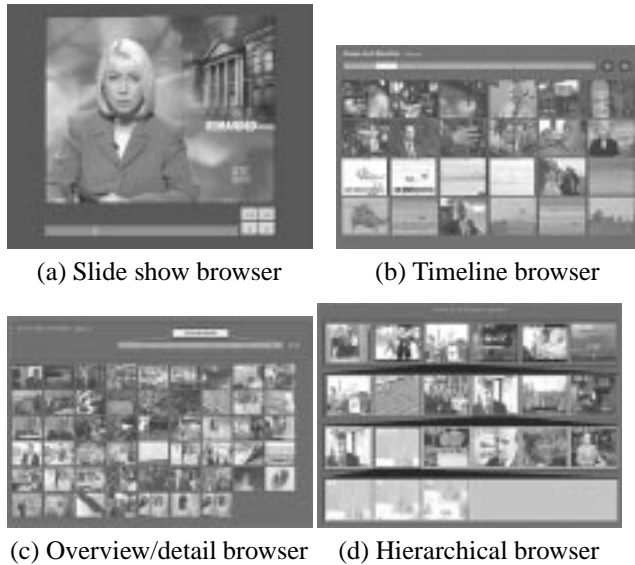 (a) Slide show browser
(b) Timeline browser
(c) Overview/detail browser
(d) Hierarchical browser